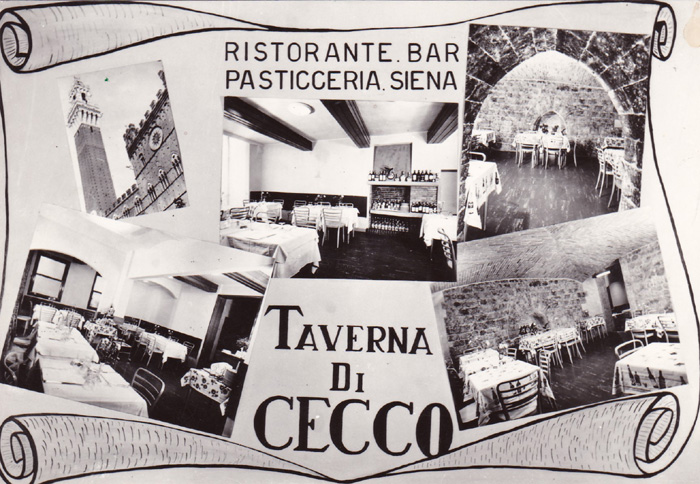 RISTORANTE. BAR
PASTICCERIA. SIENA
TAVERNA
DI
CECCO